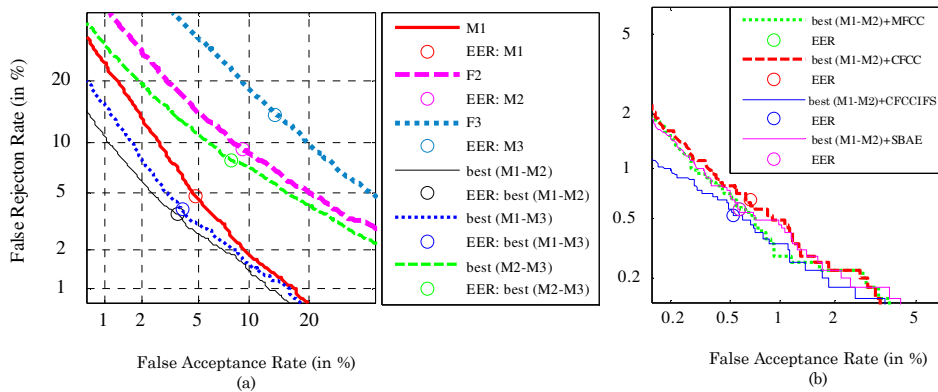 False Rejecton Rate (in %)
20
10
5
2
1
1 2 5 10 20
False Acceptance Rate (in %)
(a)
M1
EER: M1
F2
EER: M2
F3
EER: M3
best (M1-M2)
EER: best (M1-M2)
best (M1-M3)
EER: best (M1-M3)
best (M2-M3)
EER: best (M2-M3)
5
2
1
0.5
0.2
0.2 0.5 1 2 5
False Acceptance Rate (in %)
(b)
best (M1-M2)+MFCC
EER
best (M1-M2)+CFCC
EER
best (M1-M2)+CFCCIFS
EER
best (M1-M2)+SBAE
EER